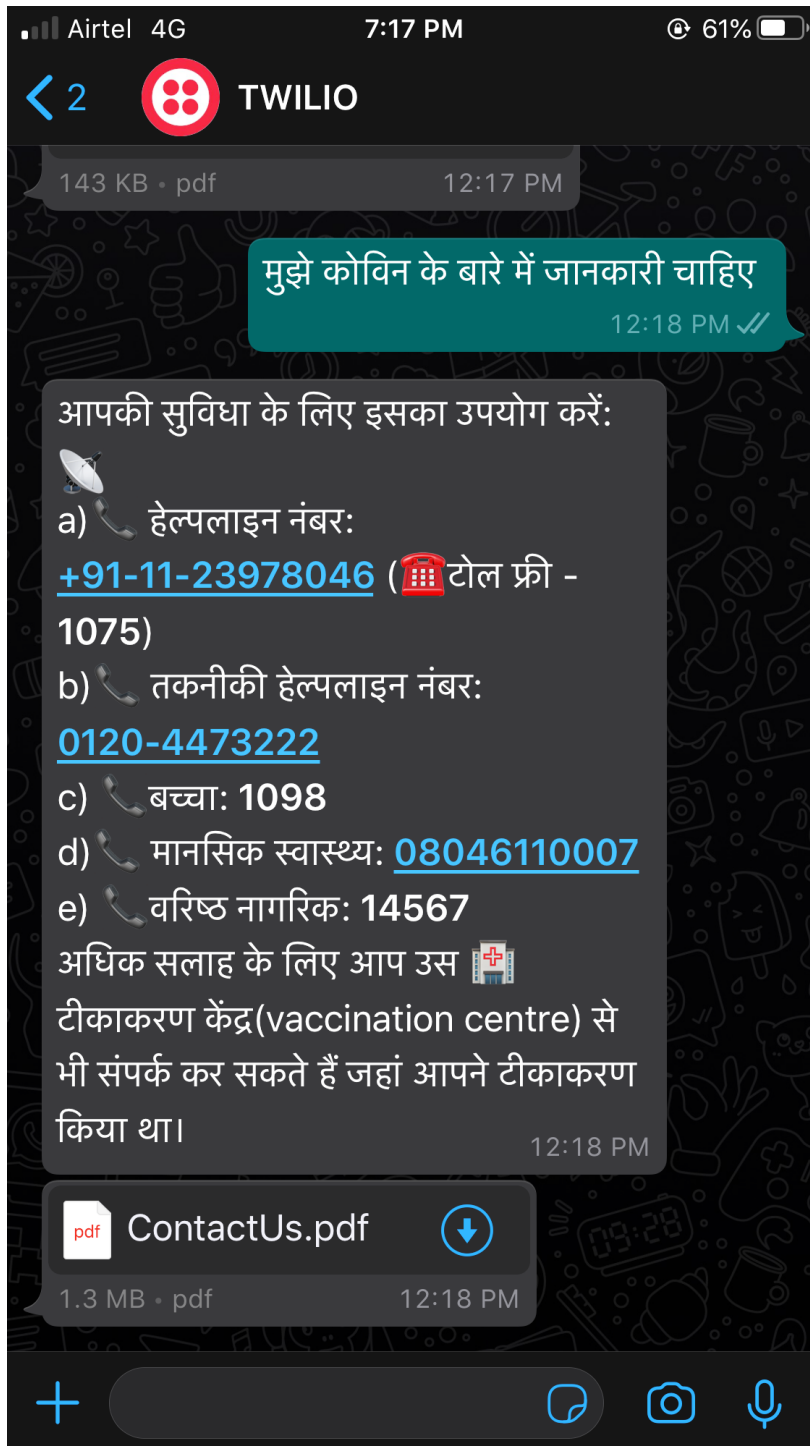 Airtel 4G 7:17 PM 61%
2 TWILIO
143 KB • pdf 12:17 PM
मुझे कोविन के बारे में जानकारी चाहिए
12:18 PM
आपकी सुविधा के लिए इसका उपयोग करें:
a) हेल्पलाइन नंबर:
+91-11-23978046 (☎️टोल फ्री -
1075)
b) तकनीकी हेल्पलाइन नंबर:
0120-4473222
c) बच्चा: 1098
d) मानसिक स्वास्थ्य: 08046110007
e) वरिष्ठ नागरिक: 14567
अधिक सलाह के लिए आप उस 🏥
टीकाकरण केंद्र(vaccination centre) से
भी संपर्क कर सकते हैं जहां आपने टीकाकरण
किया था।
12:18 PM
pdf ContactUs.pdf
1.3 MB • pdf 12:18 PM
09:28